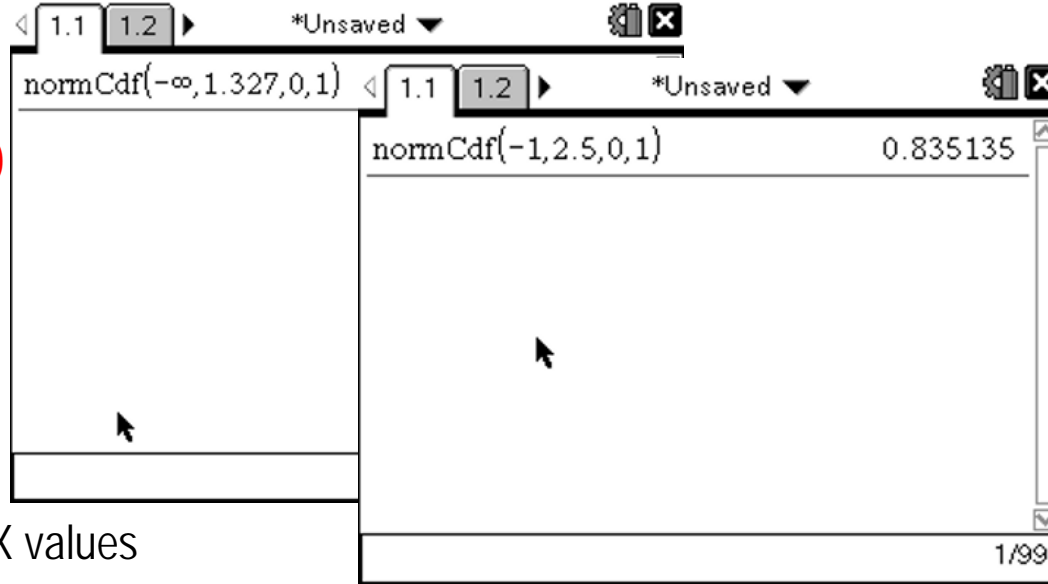 1.1 1.2 *Unsaved
normCdf(-∞,1.327,0,1)
1.1 1.2 *Unsaved
normCdf(-1,2.5,0,1) 0.835135
1/99
X values